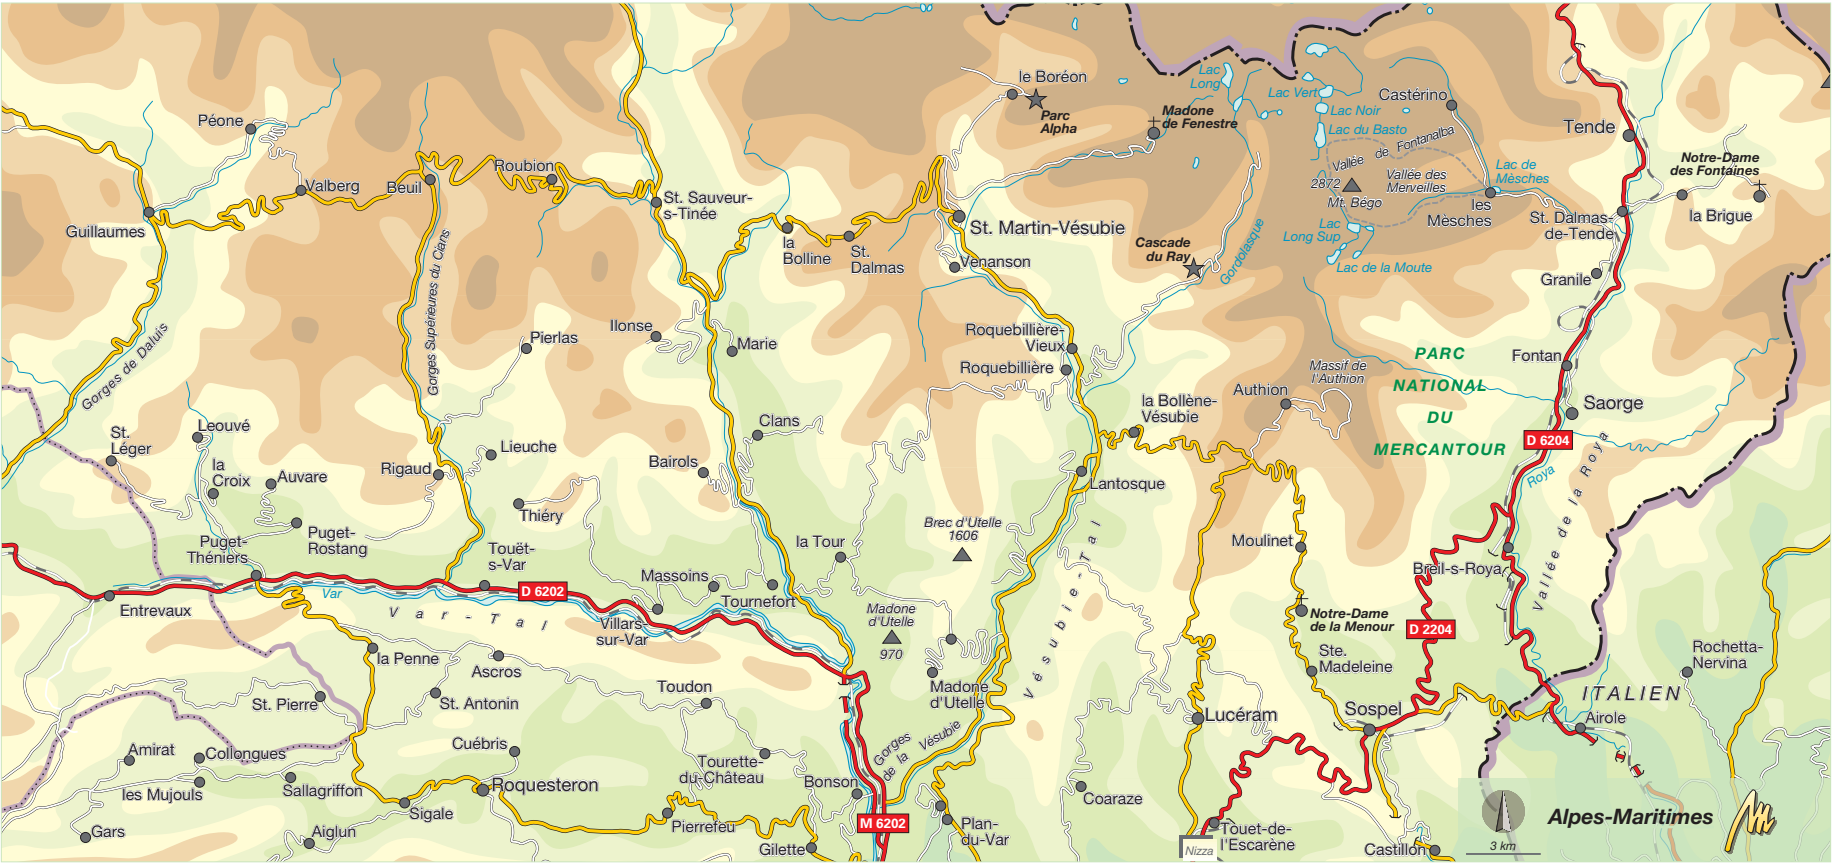 le Boréon
Parc
Alpha
Madone
de Fenestre
Lac
Long
Lac Vert
Lac Noir
Lac du Basto
Castérino
Vallée de Fontanalba
Vallée des
Merveilles
2872
Mt. Bégo
Lac de
Mèsches
les
Mèsches
Lac
Long Sup
Lac de la Moute
Tende
Notre-Dame
des Fontaines
la Brigue
St. Dalmas-
de-Tende
Granile
Péone
Valberg
Beuil
Roubion
Guillaumes
St. Sauveur-
s-Tinée
la
Bolline
St.
Dalmas
St. Martin-Vésubie
Venanson
Cascade
du Ray
Gordolasque
Gorges de Daluis
Gorges Supérieures du Cians
Pierlas
Ilonse
Marie
Roquebillière-
Vieux
Roquebillière
Fontan
Saorge
PARC
NATIONAL
DU
MERCANTOUR
Massif de
l'Authion
Authion
la Bollène-
Vésubie
D 6204
Roya
Vallée de la Roya
St.
Léger
Leouvé
la
Croix
Auvare
Rigaud
Lieuche
Clans
Bairols
Lantosque
Thiéry
Puget-
Rostang
Puget-
Théniers
Touët-
s-Var
la Tour
Brec d'Utelle
1606
Moulinet
Breil-s-Roya
Entrevaux
Var
Var-Tal
D 6202
Massoins
Tournefort
Villars-
sur-Var
Madone
d'Utelle
970
Vésubie-Tal
Notre-Dame
de la Menour
D 2204
Ste.
Madeleine
Rochetta-
Nervina
la Penne
Ascros
St. Pierre
St. Antonin
Toudon
Madone
d'Utelle
Gorges
de la Vésubie
Lucéram
Sospel
ITALIEN
Airole
Amirat
Collongues
les Mujouls
Sallagriffon
Cuébris
Roquesteron
Sigale
Tourette-
du-Château
Bonson
Coaraze
Gars
Aiglun
Pierrefeu
Gilette
M 6202
Plan-
du-Var
Nizza
Touet-de-
l'Escarène
Castillon
3 km
Alpes-Maritimes